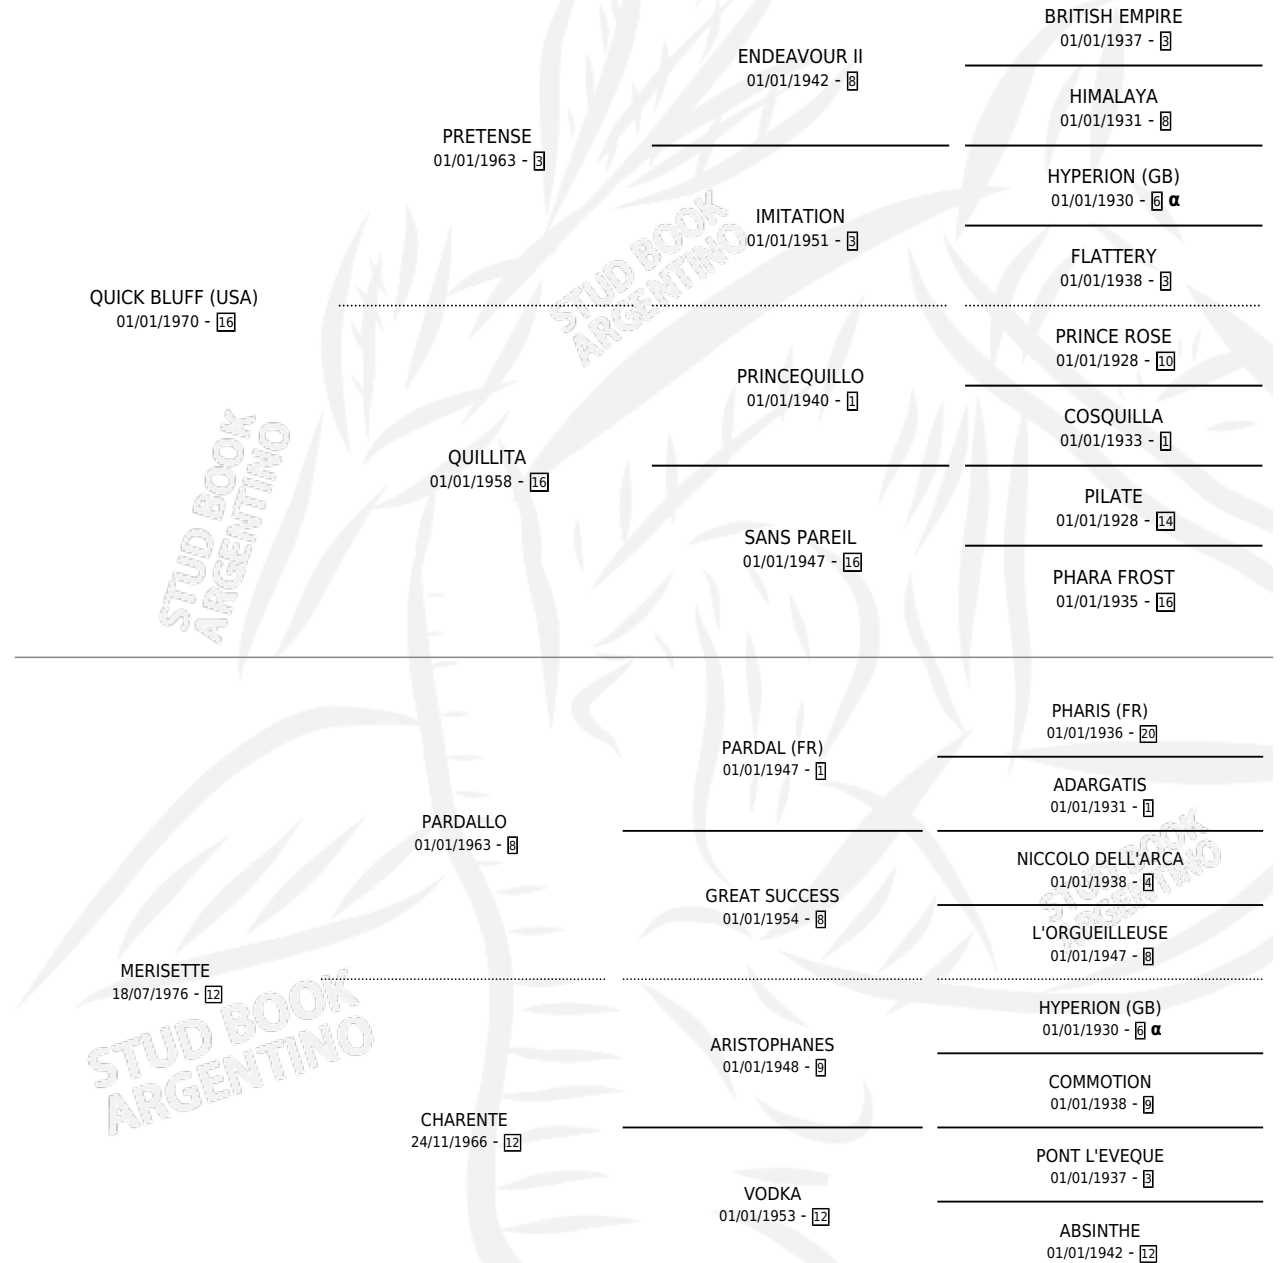 BRITISH EMPIRE
01/01/1937 - 3
ENDEAVOUR II
01/01/1942 - 8
HIMALAYA
01/01/1931 - 8
PRETENSE
01/01/1963 - 3
HYPERION (GB)
01/01/1930 - 6 α
IMITATION
01/01/1951 - 3
FLATTERY
01/01/1938 - 3
QUICK BLUFF (USA)
01/01/1970 - 16
PRINCE ROSE
01/01/1928 - 10
PRINCEQUILLO
01/01/1940 - 1
COSQUILLA
01/01/1933 - 1
QUILLITA
01/01/1958 - 16
PILATE
01/01/1928 - 14
SANS PAREIL
01/01/1947 - 16
PHARA FROST
01/01/1935 - 16
STUD BOOK
ARGENTINO
STUD BOOK
ARGENTINO
PHARIS (FR)
01/01/1936 - 20
PARDAL (FR)
01/01/1947 - 1
ADARGATIS
01/01/1931 - 1
PARDALLO
01/01/1963 - 8
NICCOLO DELL'ARCA
01/01/1938 - 4
GREAT SUCCESS
01/01/1954 - 8
L'ORGUEILLEUSE
01/01/1947 - 8
MERISETTE
18/07/1976 - 12
HYPERION (GB)
01/01/1930 - 6 α
ARISTOPHANES
01/01/1948 - 9
COMMOTION
01/01/1938 - 9
CHARENTE
24/11/1966 - 12
PONT L'EVEQUE
01/01/1937 - 3
VODKA
01/01/1953 - 12
ABSINTHE
01/01/1942 - 12
STUD BOOK
ARGENTINO
STUD BOOK
ARGENTINO